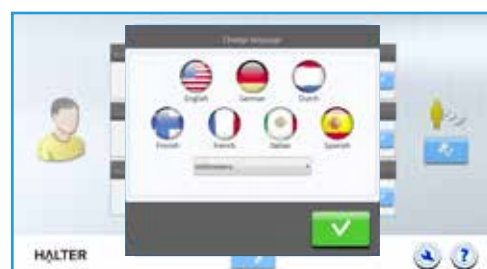 Change language
English German Dutch
Finnish French Italian Spanish
HALTER
?